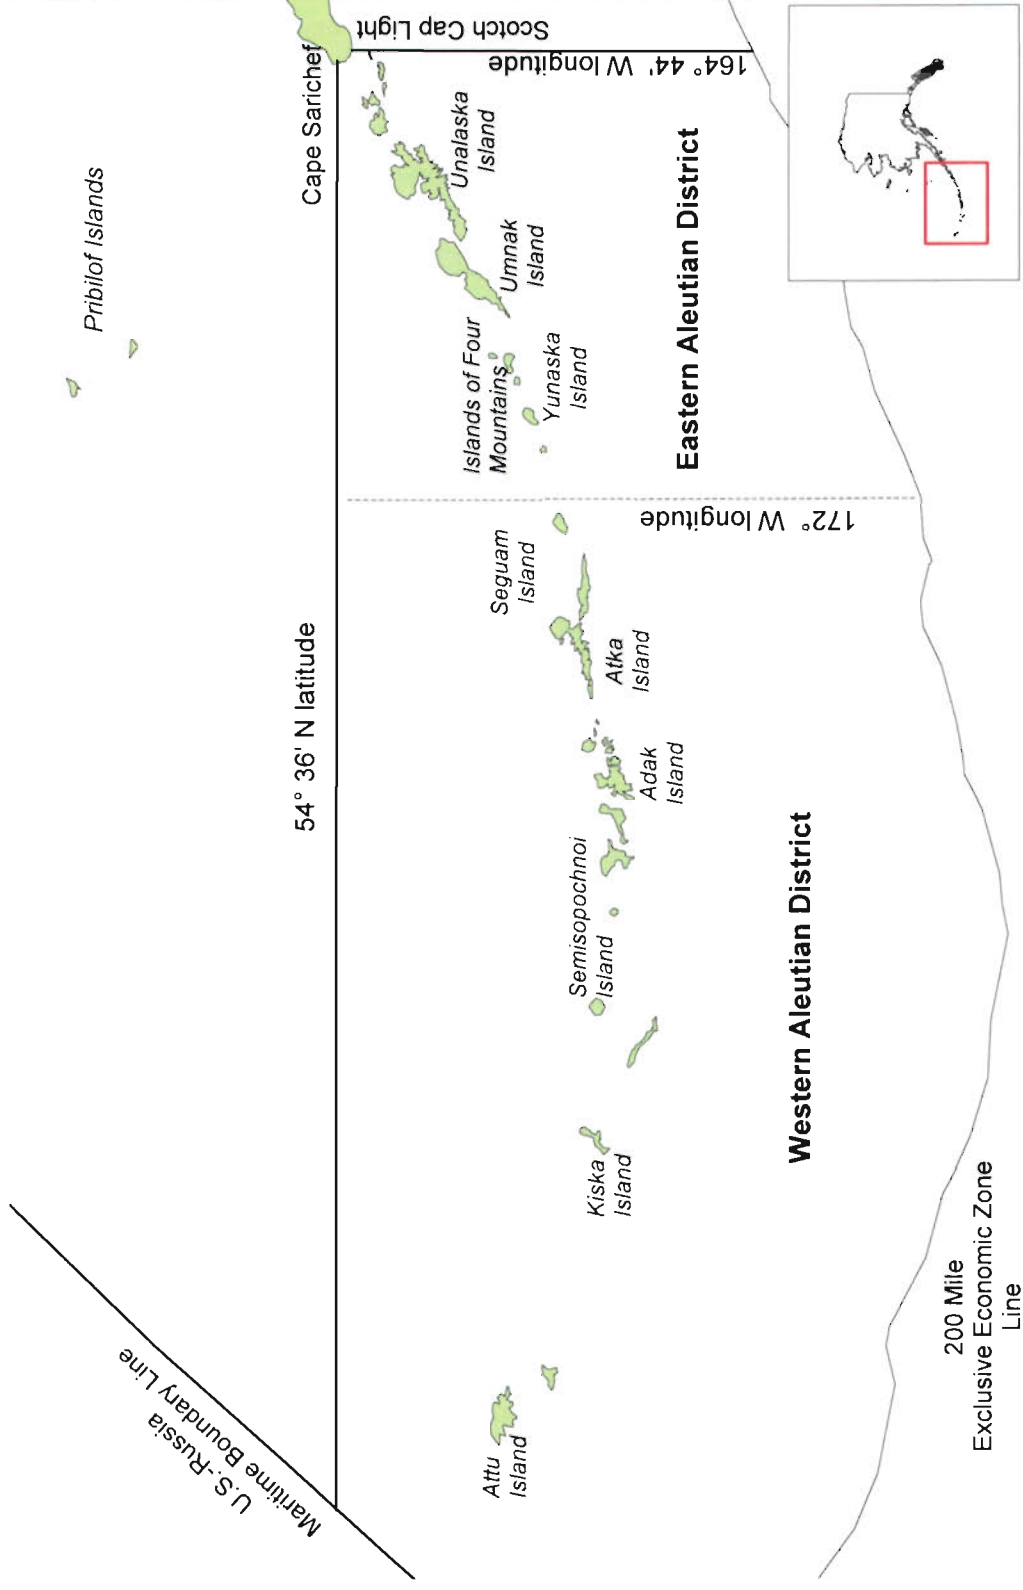 Pribilof Islands
Cape Sarichef
Scotch Cap Light
164° 44' W longitude
Unalaska
Island
Umnak
Island
Islands of Four
Mountains
Yunaska
Island
Eastern Aleutian District
54° 36' N latitude
172° W longitude
Seguam
Island
Atka
Island
Adak
Island
Semisopochnoi
Island
Kiska
Island
Western Aleutian District
U.S.-Russia
Maritime Boundary Line
Attu
Island
200 Mile
Exclusive Economic Zone
Line